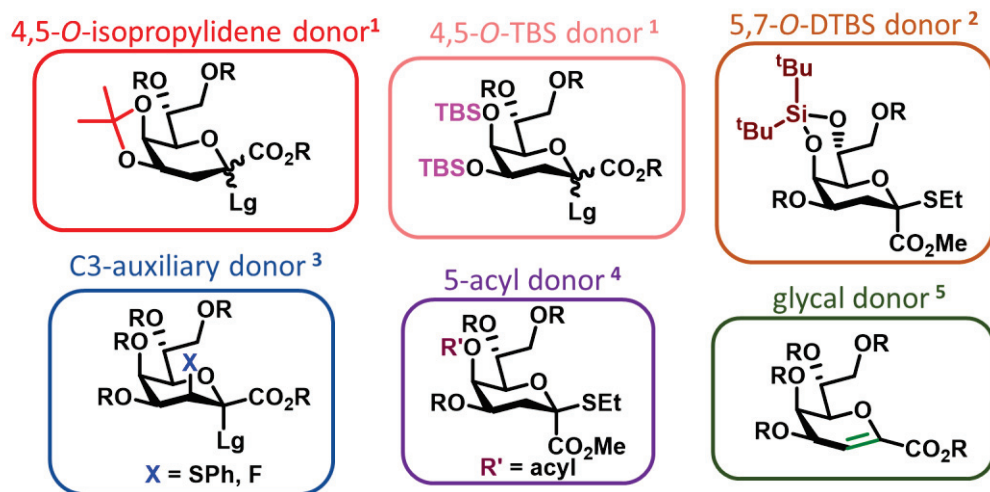 4,5-O-isopropylidene donor¹
RO
OR
O
O
O
CO₂R
Lg
4,5-O-TBS donor ¹
OR
RO
TBSO
O
TBSO
CO₂R
Lg
5,7-O-DTBS donor ²
ᵗBu
ᵗBu
Si
O
O
OR
O
RO
SEt
CO₂Me
C3-auxiliary donor ³
RO
OR
RO
X
O
RO
CO₂R
Lg
X = SPh, F
5-acyl donor ⁴
RO
OR
R'
O
O
RO
SEt
CO₂Me
R' = acyl
glycal donor ⁵
RO
OR
RO
O
RO
CO₂R